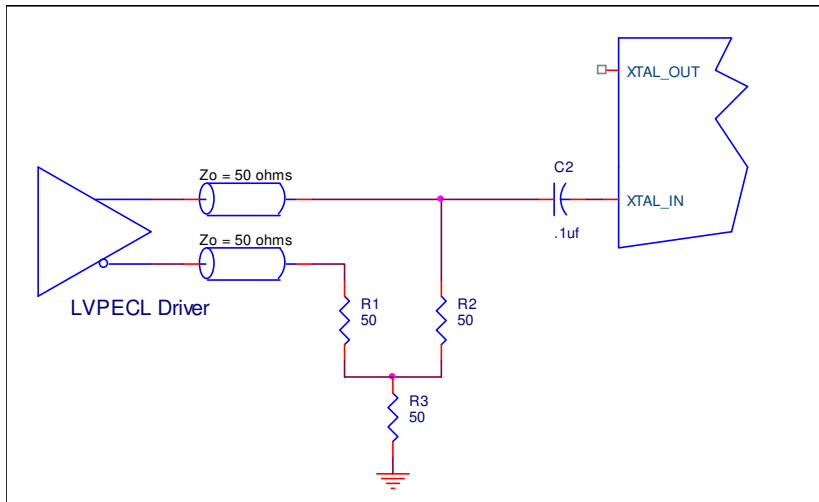 XTAL_OUT
C2
Zo = 50 ohms
XTAL_IN
.1uf
Zo = 50 ohms
LVPECL Driver
R1
50
R2
50
R3
50